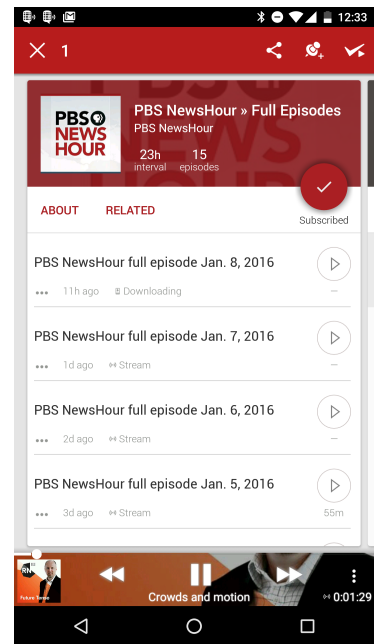 12:33
1
PBS
NEWS
HOUR
PBS NewsHour » Full Episodes
PBS NewsHour
23h 15
interval episodes
ABOUT RELATED
Subscribed
PBS NewsHour full episode Jan. 8, 2016
11h ago Downloading –
PBS NewsHour full episode Jan. 7, 2016
1d ago Stream –
PBS NewsHour full episode Jan. 6, 2016
2d ago Stream –
PBS NewsHour full episode Jan. 5, 2016
3d ago Stream 55m
RN
Future Tense
Crowds and motion 0:01:29